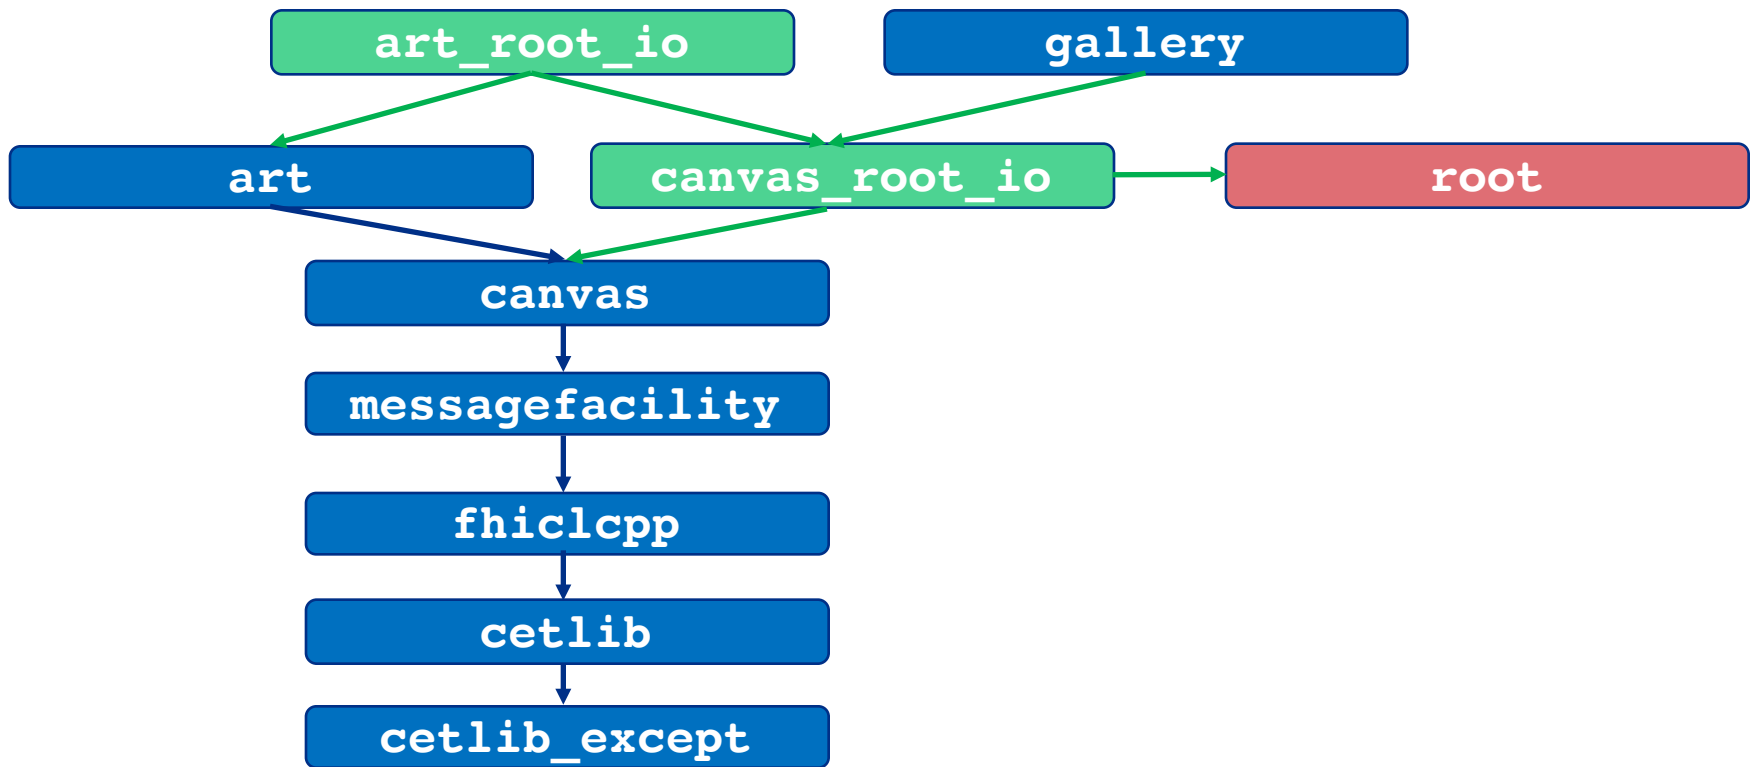 art_root_io
gallery
art
canvas_root_io
root
canvas
messagefacility
fhiclcpp
cetlib
cetlib_except